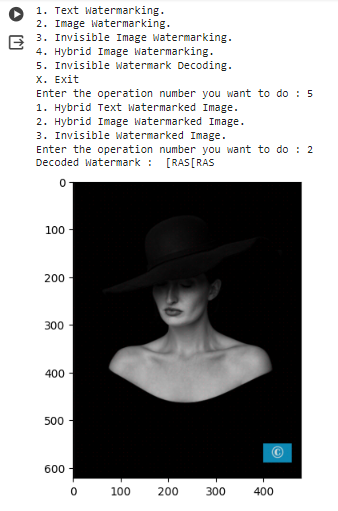 1. Text Watermarking.
2. Image Watermarking.
3. Invisible Image Watermarking.
4. Hybrid Image Watermarking.
5. Invisible Watermark Decoding.
X. Exit
Enter the operation number you want to do : 5
1. Hybrid Text Watermarked Image.
2. Hybrid Image Watermarked Image.
3. Invisible Watermarked Image.
Enter the operation number you want to do : 2
Decoded Watermark :  [RAS[RAS
0
100
200
300
400
500
600
©
0 100 200 300 400